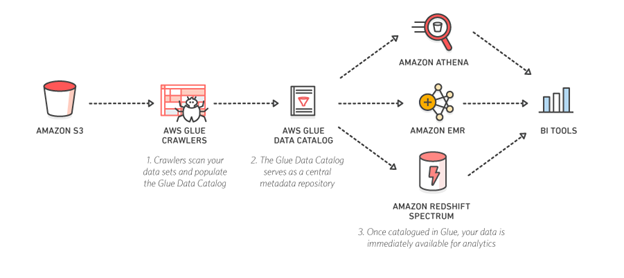 AMAZON S3
AWS GLUE
CRAWLERS
1. Crawlers scan your
data sets and populate
the Glue Data Catalog
AWS GLUE
DATA CATALOG
2. The Glue Data Catalog
serves as a central
metadata repository
AMAZON ATHENA
AMAZON EMR
AMAZON REDSHIFT
SPECTRUM
3. Once catalogued in Glue, your data is
immediately available for analytics
BI TOOLS